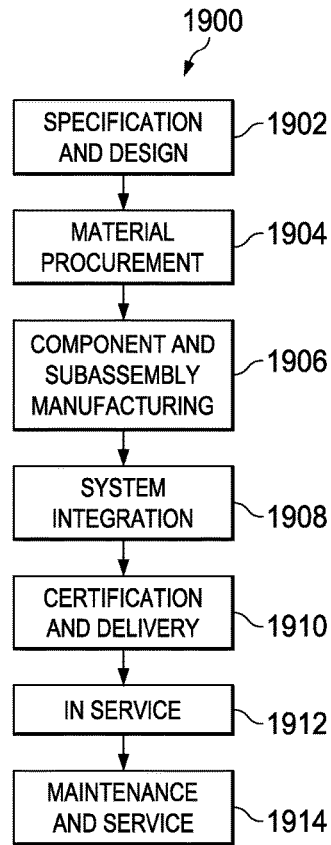 1900
SPECIFICATION
AND DESIGN
1902
MATERIAL
PROCUREMENT
1904
COMPONENT AND
SUBASSEMBLY
MANUFACTURING
1906
SYSTEM
INTEGRATION
1908
CERTIFICATION
AND DELIVERY
1910
IN SERVICE
1912
MAINTENANCE
AND SERVICE
1914